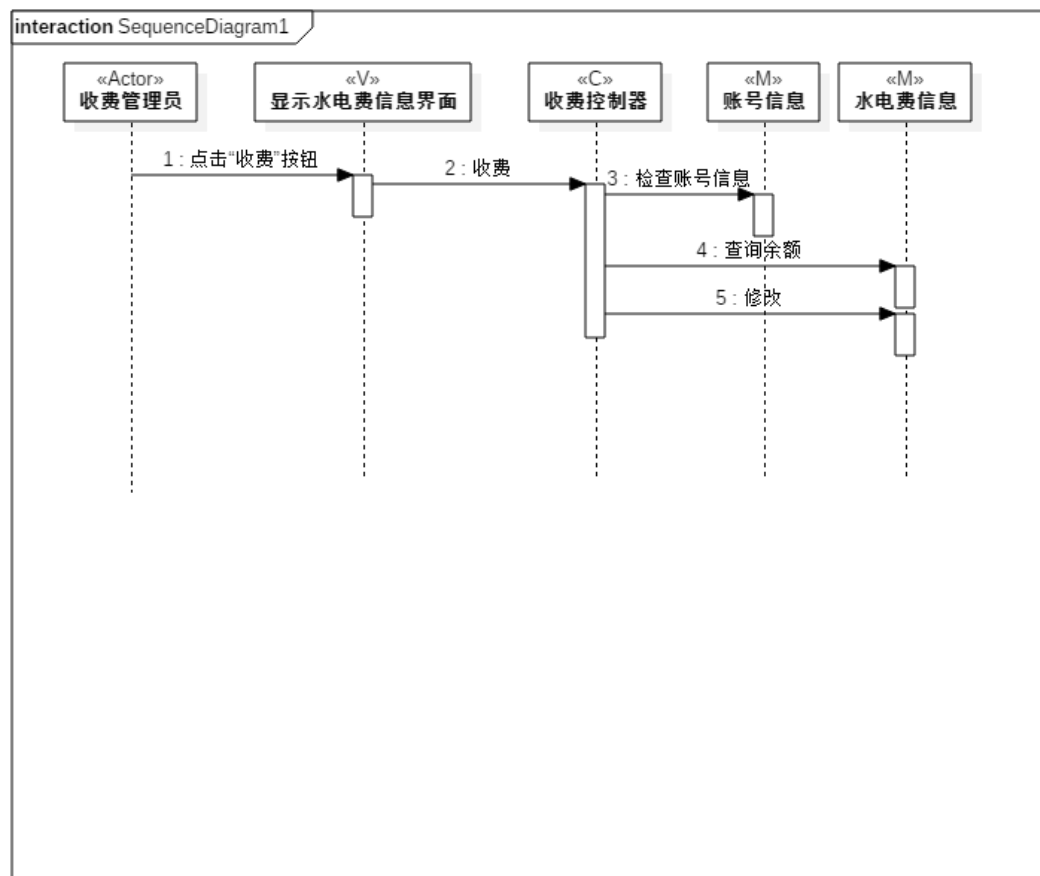 interaction SequenceDiagram1
«Actor»
收费管理员
«V»
显示水电费信息界面
«C»
收费控制器
«M»
账号信息
«M»
水电费信息
1 : 点击“收费”按钮
2 : 收费
3 : 检查账号信息
4 : 查询余额
5 : 修改